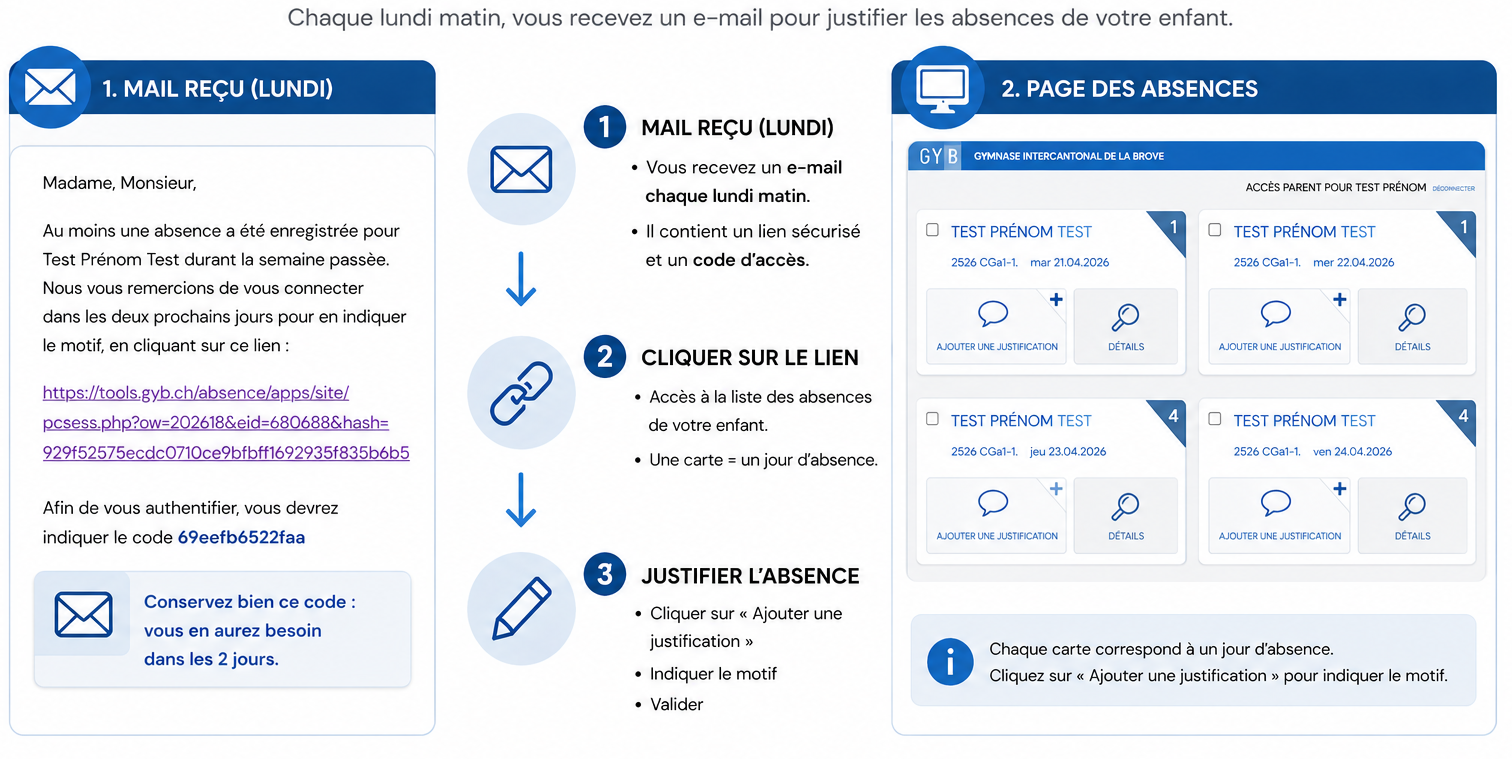 Chaque lundi matin, vous recevez un e-mail pour justifier les absences de votre enfant.
1. MAIL REÇU (LUNDI)
Madame, Monsieur,
Au moins une absence a été enregistrée pour
Test Prénom Test durant la semaine passèe.
Nous vous remercions de vous connecter
dans les deux prochains jours pour en indiquer
le motif, en cliquant sur ce lien :
https://tools.gyb.ch/absence/apps/site/
pcsess.php?ow=202618&eid=680688&hash=
929f52575ecdc0710ce9bfbff1692935f835b6b5
Afin de vous authentifier, vous devrez
indiquer le code 69eefb6522faa
Conservez bien ce code :
vous en aurez besoin
dans les 2 jours.
1 MAIL REÇU (LUNDI)
• Vous recevez un e-mail
chaque lundi matin.
• Il contient un lien sécurisé
et un code d'accès.
2 CLIQUER SUR LE LIEN
• Accès à la liste des absences
de votre enfant.
• Une carte = un jour d'absence.
3 JUSTIFIER L'ABSENCE
• Cliquer sur « Ajouter une
justification »
• Indiquer le motif
• Valider
2. PAGE DES ABSENCES
GYB GYMNASE INTERCANTONAL DE LA BROVE
ACCÈS PARENT POUR TEST PRÉNOM DÉCONNECTER
TEST PRÉNOM TEST 1
2526 CGa1-1. mar 21.04.2026
AJOUTER UNE JUSTIFICATION DÉTAILS
TEST PRÉNOM TEST 1
2526 CGa1-1. mer 22.04.2026
AJOUTER UNE JUSTIFICATION DÉTAILS
TEST PRÉNOM TEST 4
2526 CGa1-1. jeu 23.04.2026
AJOUTER UNE JUSTIFICATION DÉTAILS
TEST PRÉNOM TEST 4
2526 CGa1-1. ven 24.04.2026
AJOUTER UNE JUSTIFICATION DÉTAILS
Chaque carte correspond à un jour d'absence.
Cliquez sur « Ajouter une justification » pour indiquer le motif.